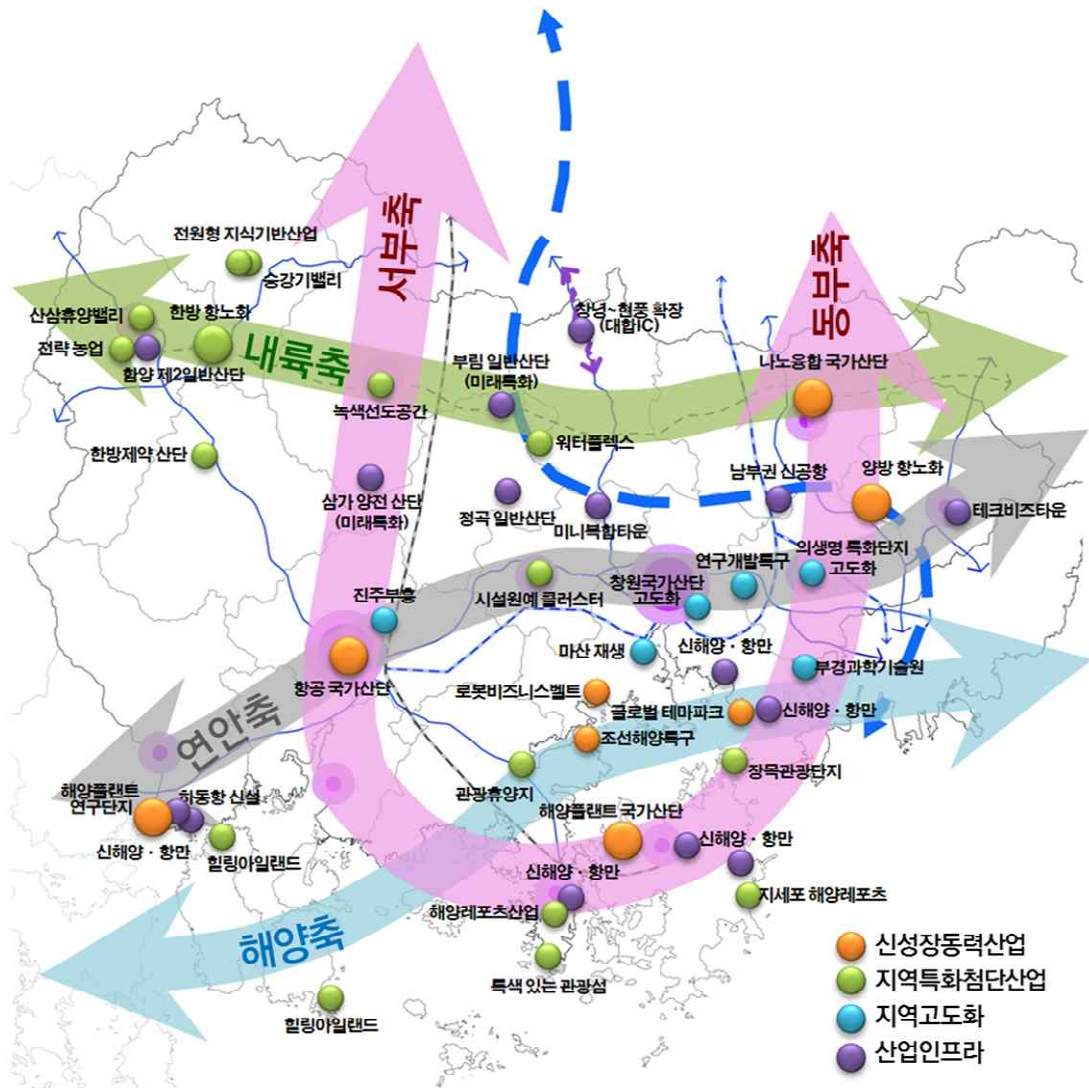 서부축
동부축
전원형 지식기반산업
승강기밸리
산삼휴양밸리
한방 항노화
전략 농업
내륙축
함양 제2일반산단
창녕~현풍 확장
(대합IC)
부림 일반산단
(미래특화)
나노융합 국가산단
녹색선도공간
한방제약 산단
워터플렉스
남부권 신공항
양방 항노화
삼가 양전 산단
(미래특화)
정곡 일반산단
미니복합타운
테크비즈타운
의생명 특화단지
고도화
연구개발특구
창원국가산단
고도화
진주부흥
시설원예 클러스터
마산 재생
신해양·항만
부경과학기술원
항공 국가산단
로봇비즈니스벨트
글로벌 테마파크
신해양·항만
연안축
조선해양특구
장목관광단지
관광휴양지
해양플랜트
연구단지
하동항 신설
해양플랜트 국가산단
신해양·항만
힐링아일랜드
신해양·항만
신해양·항만
지세포 해양레포츠
해양레포츠산업
해양축
특색 있는 관광섬
힐링아일랜드
신성장동력산업
지역특화첨단산업
지역고도화
산업인프라